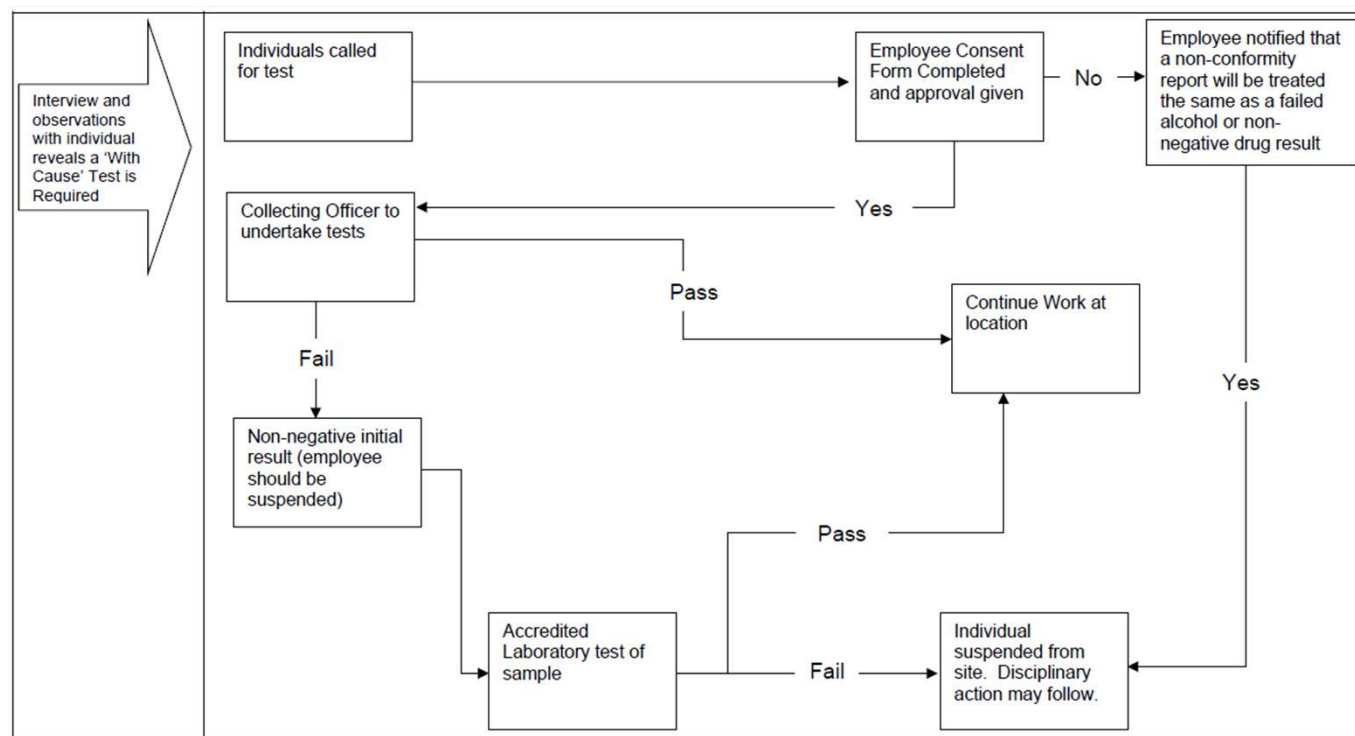 Interview and
observations
with individual
reveals a ‘With
Cause’ Test is
Required
Individuals called
for test
Employee Consent
Form Completed
and approval given
No
Employee notified that
a non-conformity
report will be treated
the same as a failed
alcohol or non-
negative drug result
Yes
Collecting Officer to
undertake tests
Pass
Continue Work at
location
Fail
Yes
Non-negative initial
result (employee
should be
suspended)
Pass
Accredited
Laboratory test of
sample
Fail
Individual
suspended from
site.  Disciplinary
action may follow.